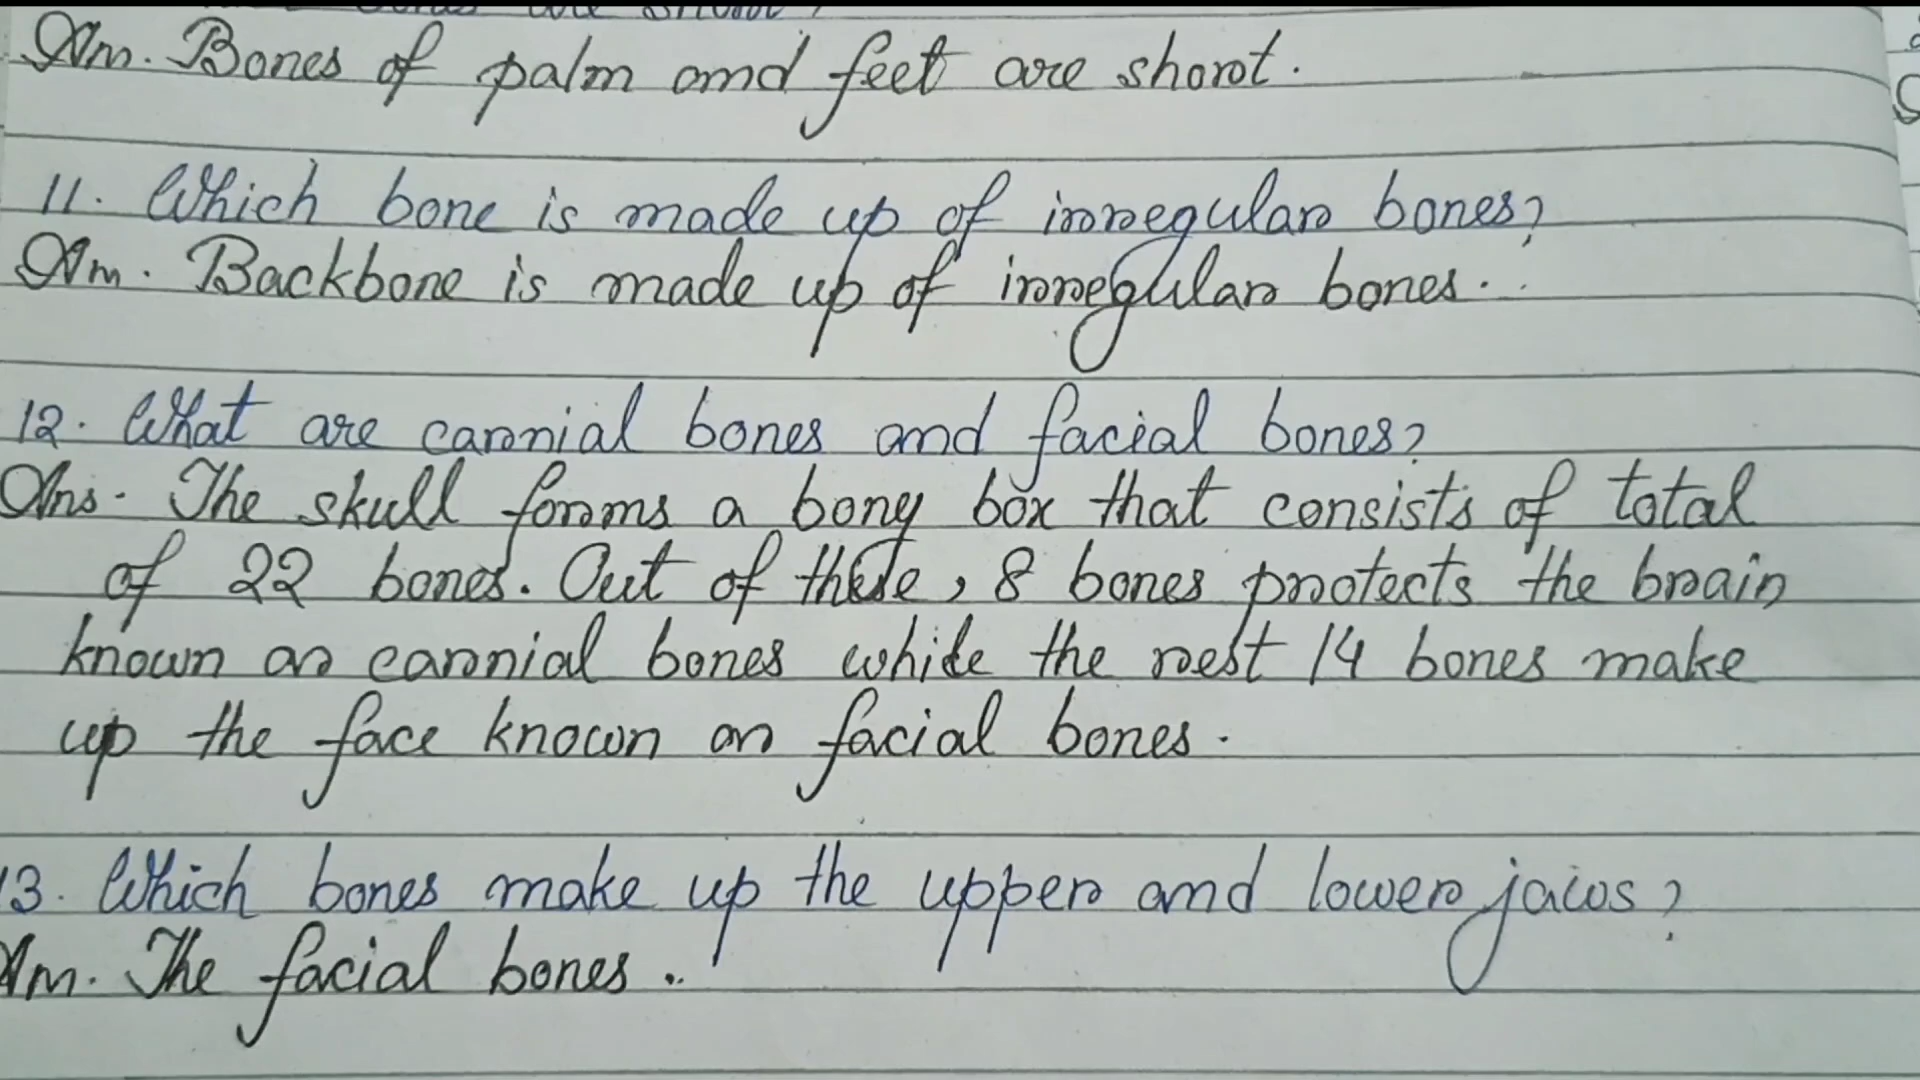 Ans. Bones of palm and feet are short.
11. Which bone is made up of irregular bones?
Ans. Backbone is made up of irregular bones.
12. What are carnial bones and facial bones?
Ans. The skull forms a bony box that consists of total
of 22 bones. Out of these, 8 bones protects the brain
known as carnial bones while the rest 14 bones make
up the face known as facial bones.
13. Which bones make up the upper and lower jaws?
Ans. The facial bones.